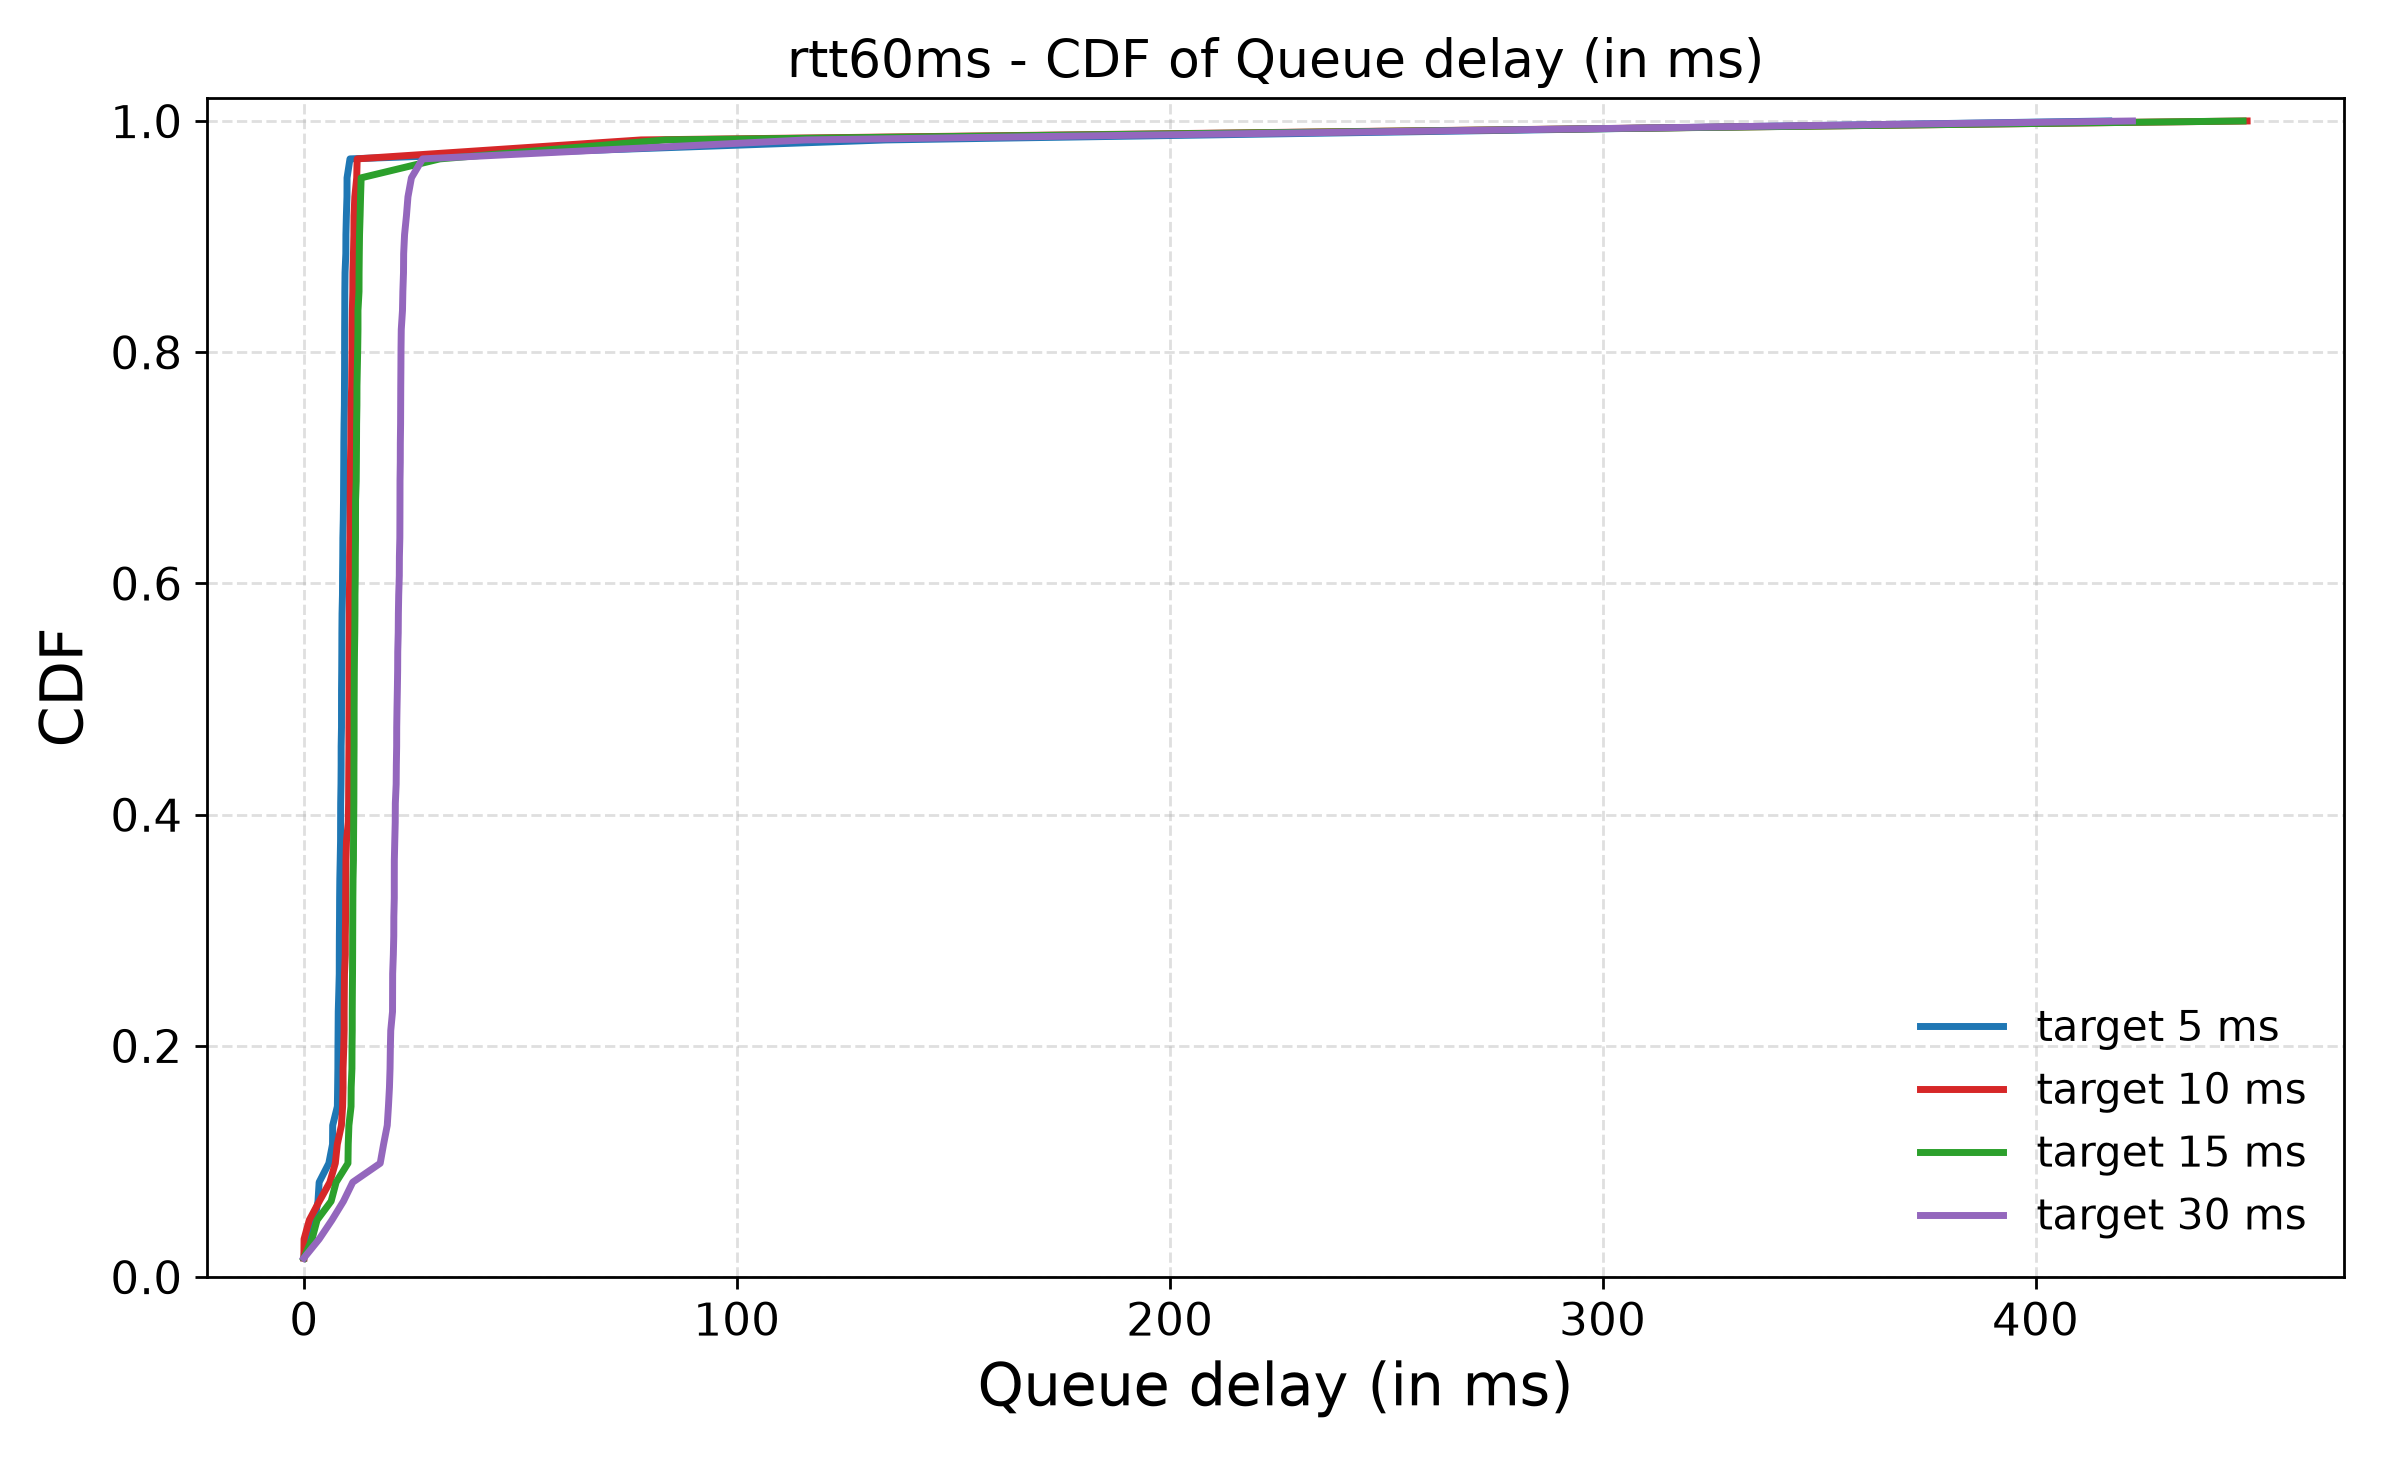 rtt60ms - CDF of Queue delay (in ms)
1.0
0.8
0.6
0.4
0.2
0.0
CDF
0 100 200 300 400
Queue delay (in ms)
target 5 ms
target 10 ms
target 15 ms
target 30 ms